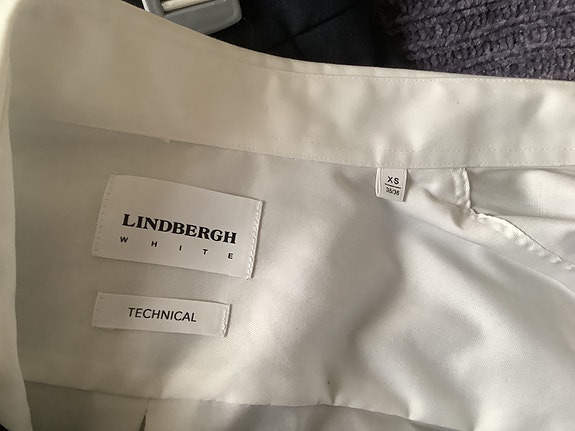 LINDBERGH
WHITE
TECHNICAL
XS
35/36